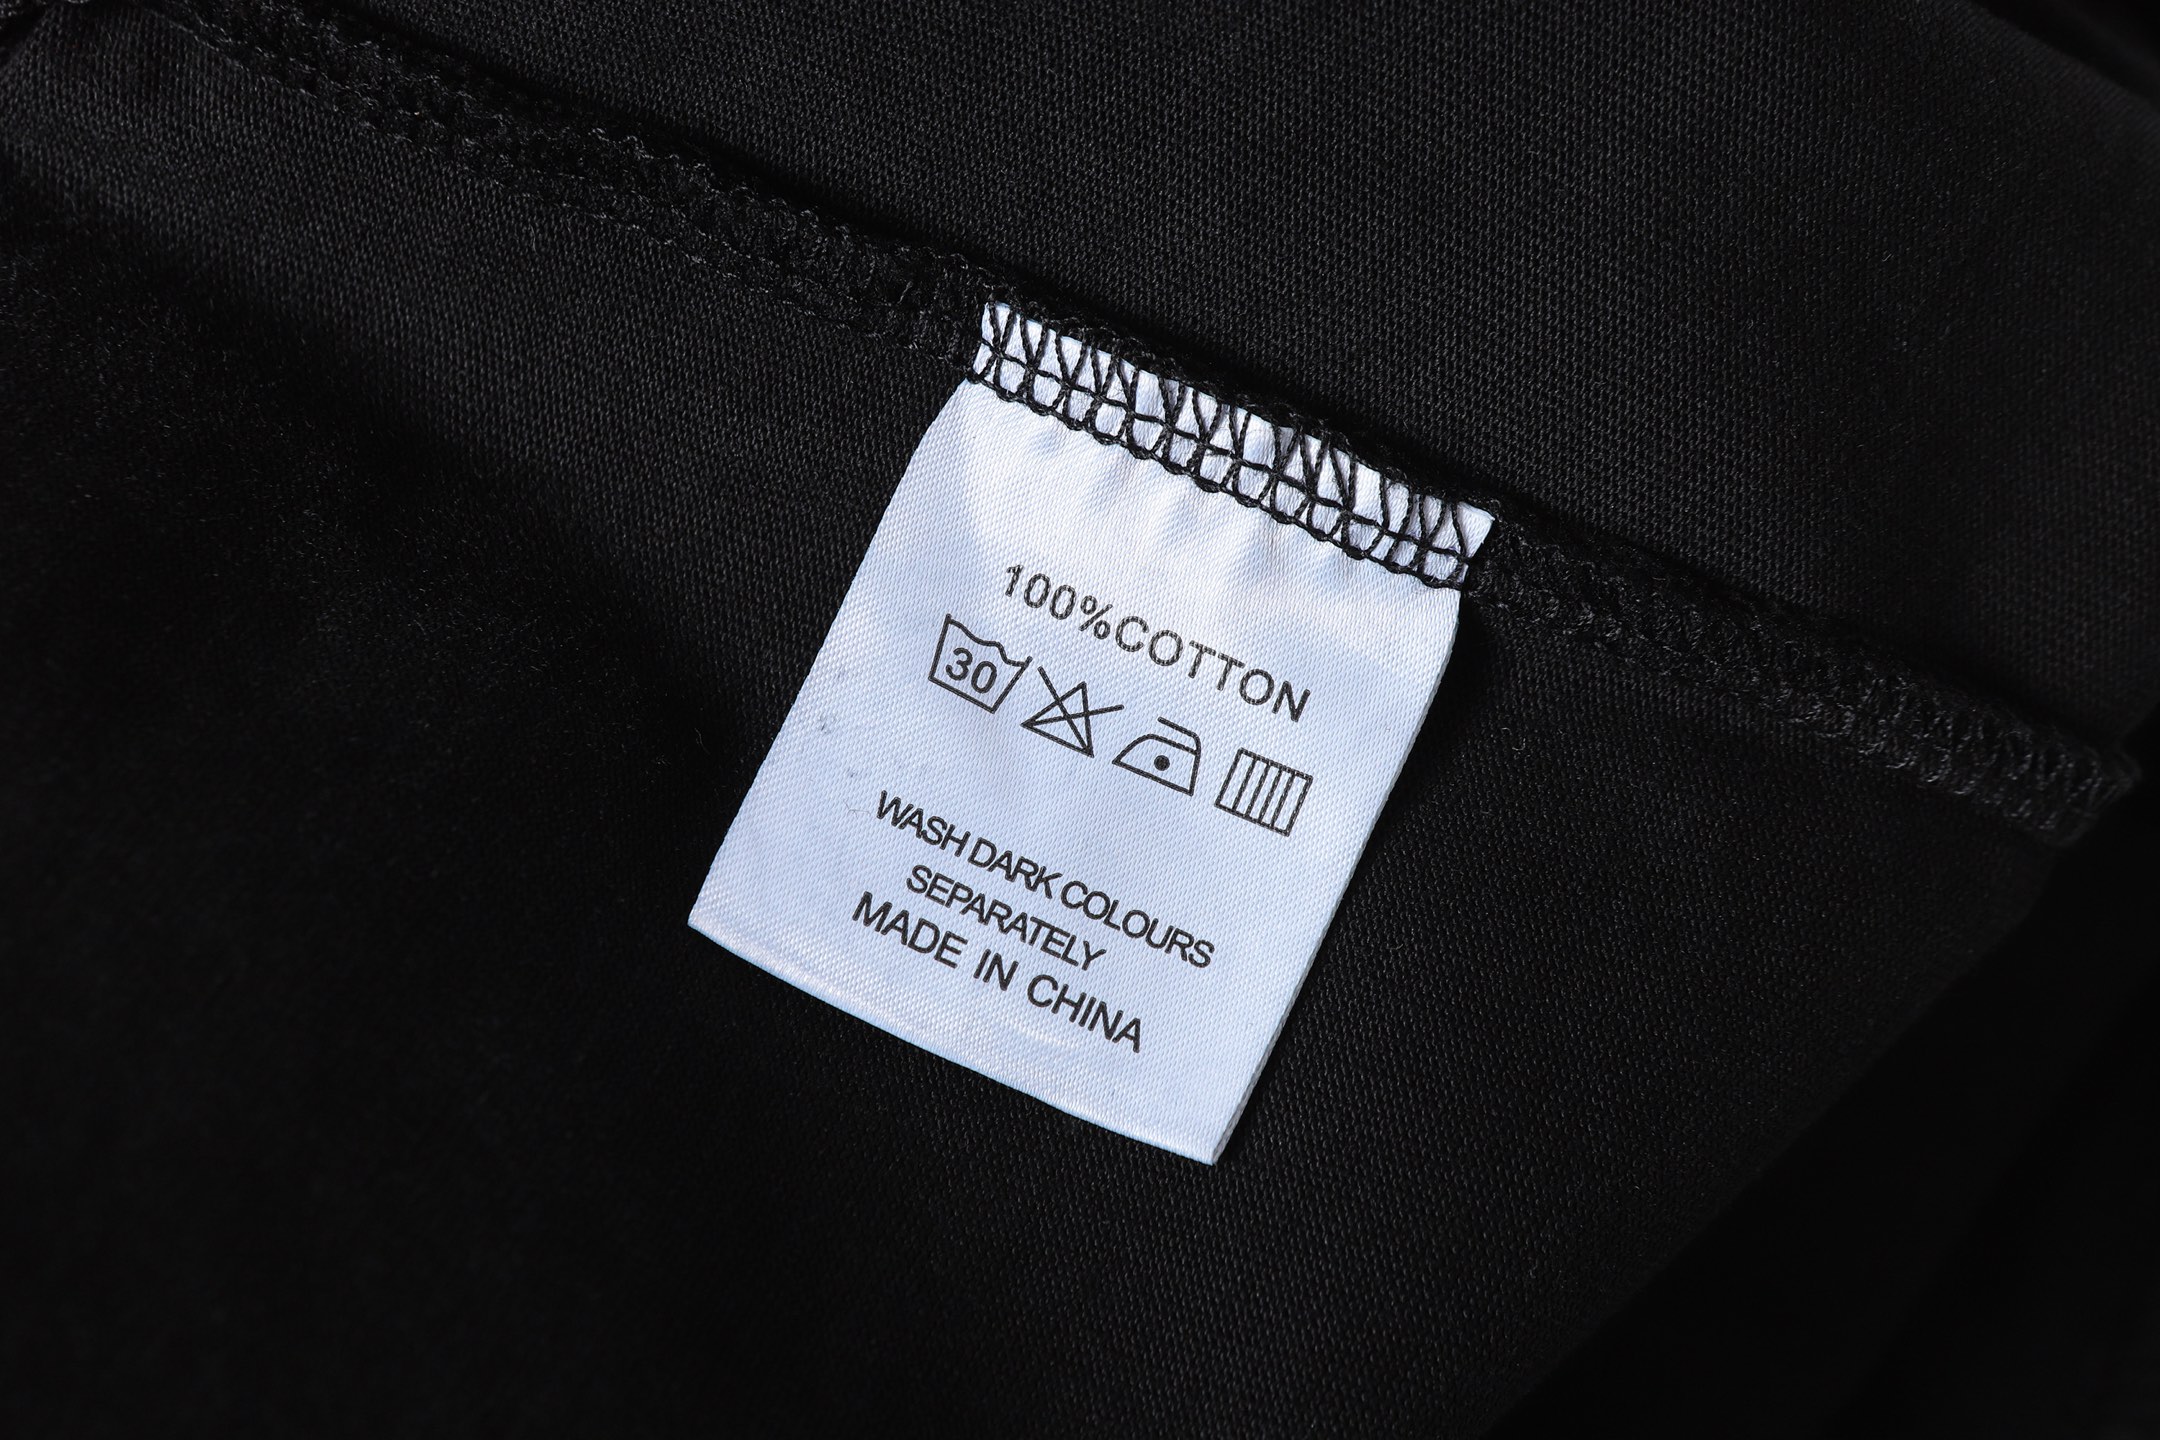 100%COTTON
30
WASH DARK COLOURS
SEPARATELY
MADE IN CHINA